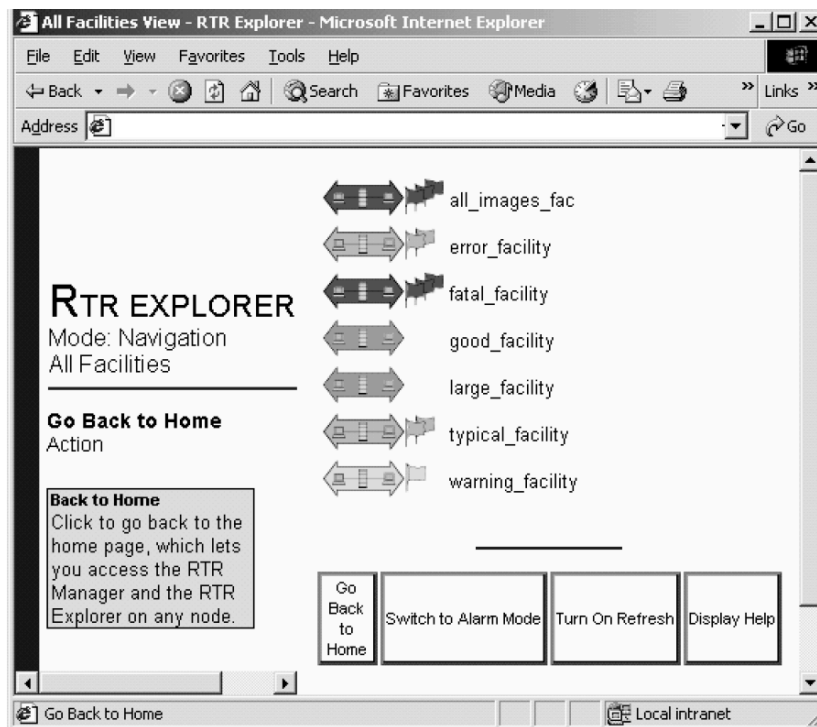 All Facilities View - RTR Explorer - Microsoft Internet Explorer
File Edit View Favorites Tools Help
Back Search Favorites Media » Links »
Address Go
RTR EXPLORER
Mode: Navigation
All Facilities
Go Back to Home
Action
Back to Home
Click to go back to the
home page, which lets
you access the RTR
Manager and the RTR
Explorer on any node.
all_images_fac
error_facility
fatal_facility
good_facility
large_facility
typical_facility
warning_facility
Go
Back
to
Home
Switch to Alarm Mode
Turn On Refresh
Display Help
Go Back to Home
Local intranet